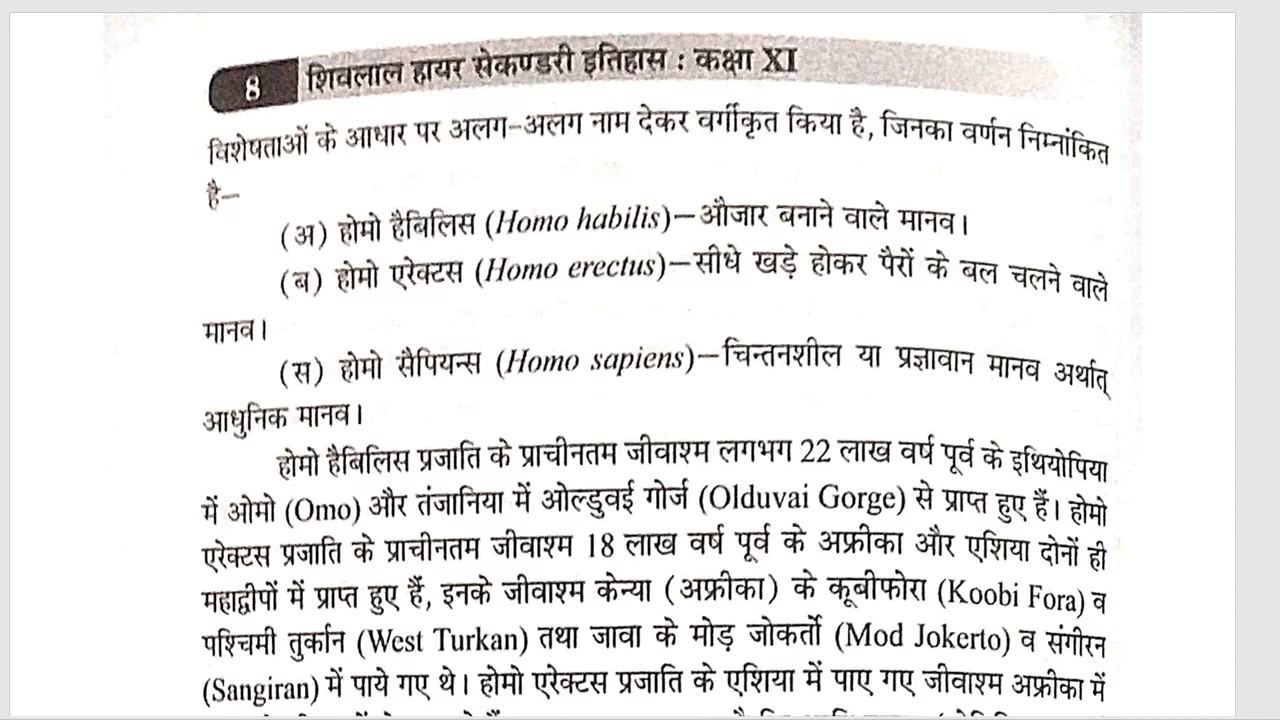 8 शिवलाल हायर सेकण्डरी इतिहास : कक्षा XI
विशेषताओं के आधार पर अलग-अलग नाम देकर वर्गीकृत किया है, जिनका वर्णन निम्नांकित
है—
(अ) होमो हैबिलिस (Homo habilis)—औजार बनाने वाले मानव।
(ब) होमो एरेक्टस (Homo erectus)—सीधे खड़े होकर पैरों के बल चलने वाले
मानव।
(स) होमो सैपियन्स (Homo sapiens)—चिन्तनशील या प्रज्ञावान मानव अर्थात्
आधुनिक मानव।
होमो हैबिलिस प्रजाति के प्राचीनतम जीवाश्म लगभग 22 लाख वर्ष पूर्व के इथियोपिया
में ओमो (Omo) और तंजानिया में ओल्डुवई गोर्ज (Olduvai Gorge) से प्राप्त हुए हैं। होमो
एरेक्टस प्रजाति के प्राचीनतम जीवाश्म 18 लाख वर्ष पूर्व के अफ्रीका और एशिया दोनों ही
महाद्वीपों में प्राप्त हुए हैं, इनके जीवाश्म केन्या (अफ्रीका) के कूबीफोरा (Koobi Fora) व
पश्चिमी तुर्कान (West Turkan) तथा जावा के मोड़ जोकर्तो (Mod Jokerto) व संगीरन
(Sangiran) में पाये गए थे। होमो एरेक्टस प्रजाति के एशिया में पाए गए जीवाश्म अफ्रीका में